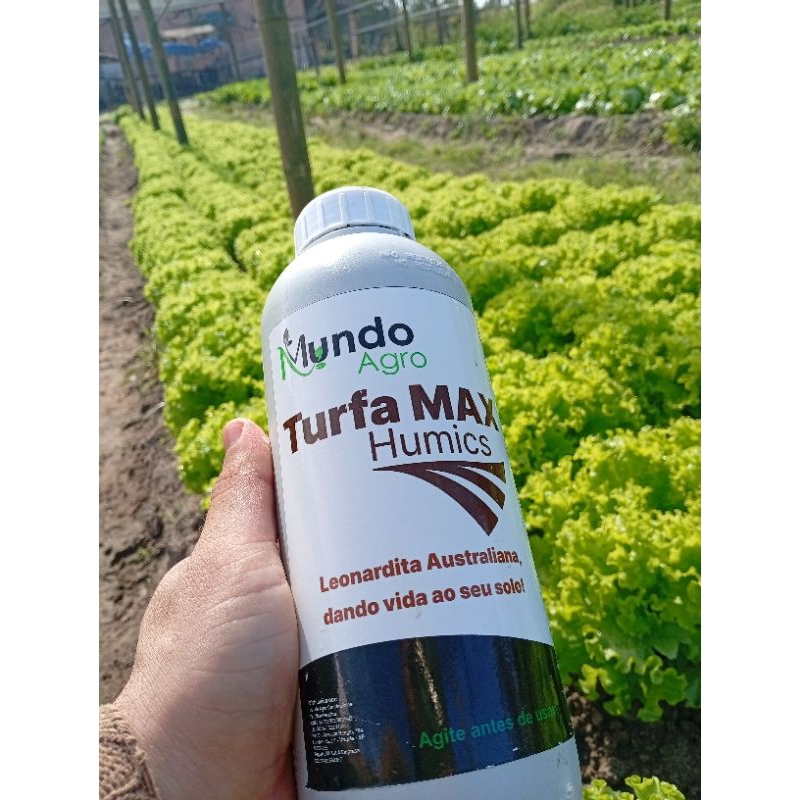 Mundo
Agro
Turfa MAX
Humics
Leonardita Australiana,
dando vida ao seu solo!
Agite antes de usar